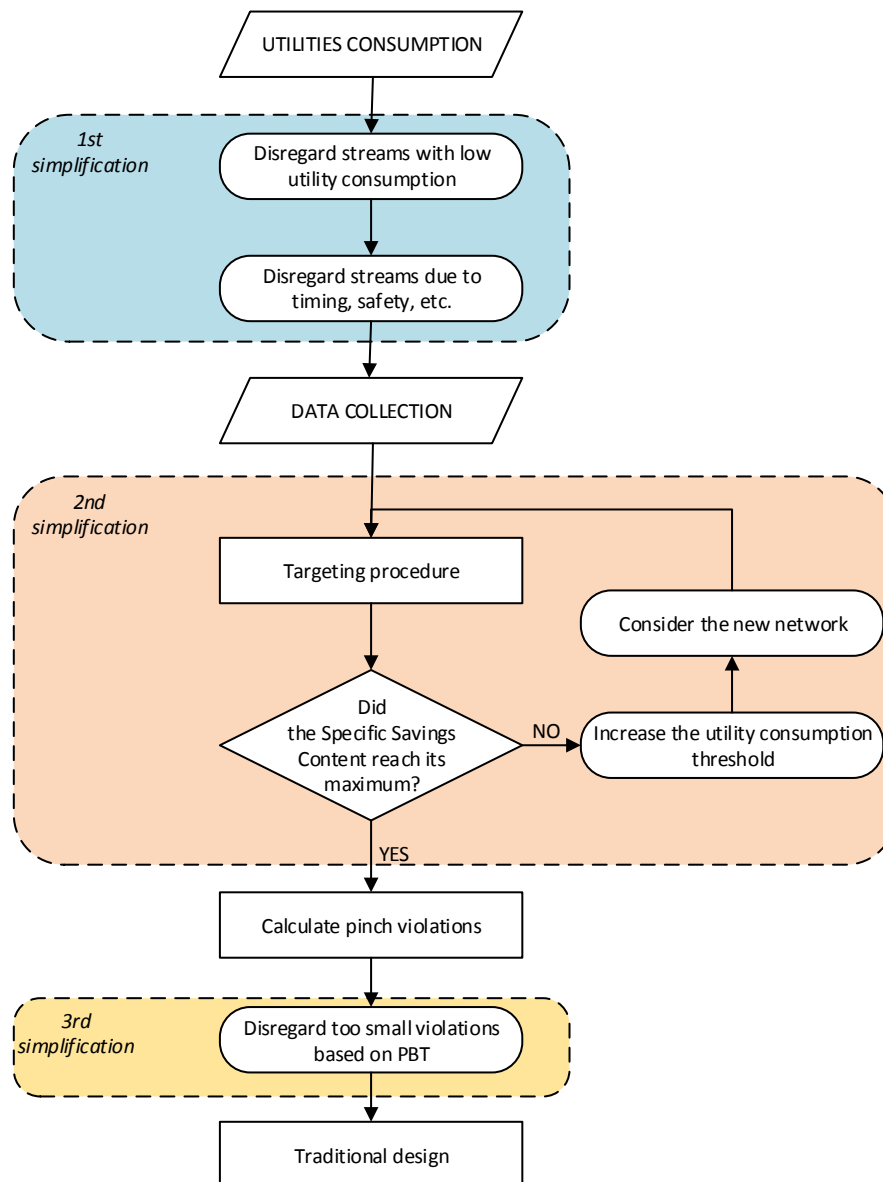 UTILITIES CONSUMPTION
1st
simplification
Disregard streams with low
utility consumption
Disregard streams due to
timing, safety, etc.
DATA COLLECTION
2nd
simplification
Targeting procedure
Consider the new network
Did
the Specific Savings
Content reach its
maximum?
NO
Increase the utility consumption
threshold
YES
Calculate pinch violations
3rd
simplification
Disregard too small violations
based on PBT
Traditional design